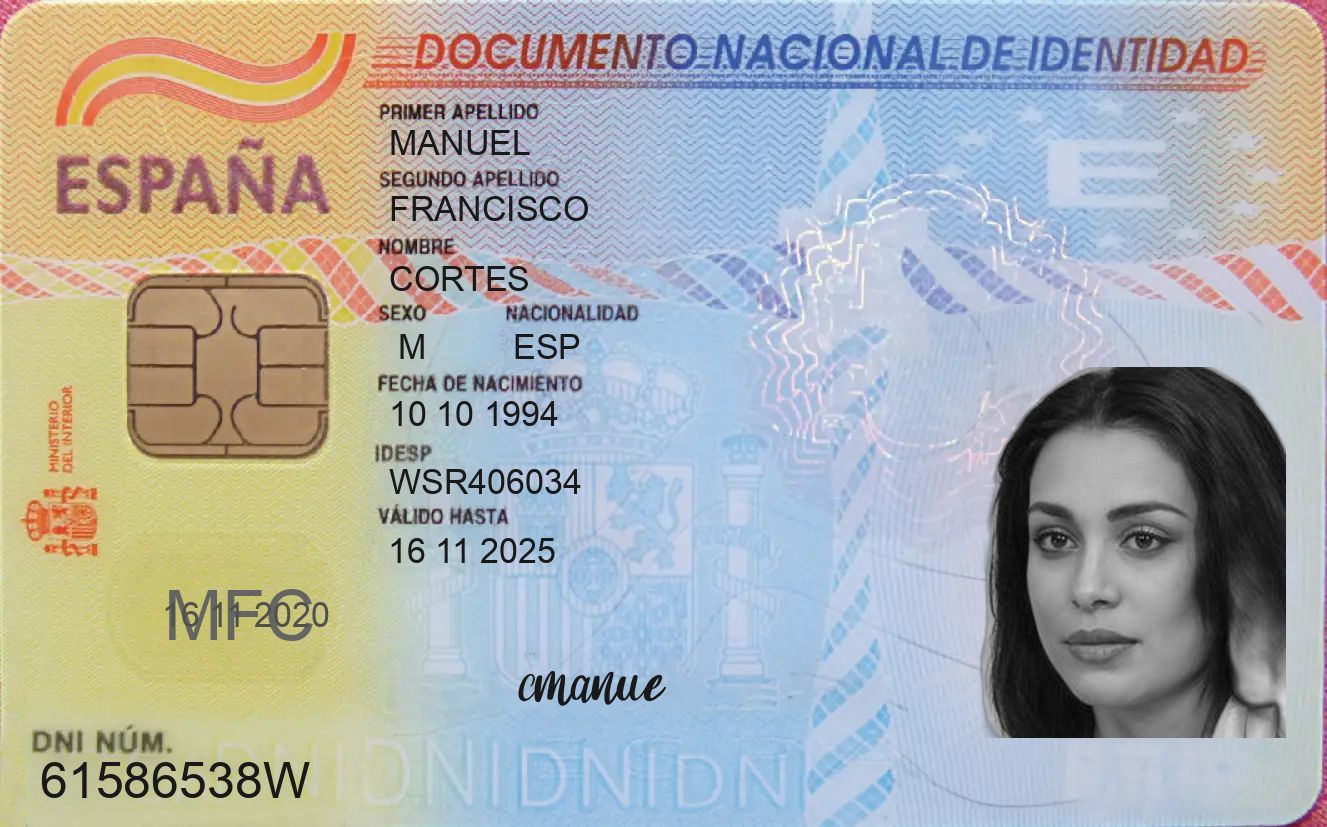 DOCUMENTO NACIONAL DE IDENTIDAD
ESPAÑA
E
PRIMER APELLIDO
MANUEL
SEGUNDO APELLIDO
FRANCISCO
NOMBRE
CORTES
SEXO NACIONALIDAD
M ESP
FECHA DE NACIMIENTO
10 10 1994
IDESP
WSR406034
VÁLIDO HASTA
16 11 2025
MINISTERIO
DEL INTERIOR
MFC
16 11 2020
cmanue
DNI NÚM.
61586538W
DNIDNIDNIDNI